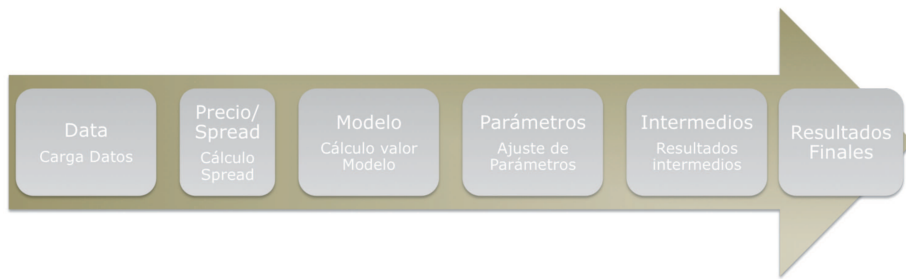 Data
Carga Datos
Precio/
Spread
Cálculo
Spread
Modelo
Cálculo valor
Modelo
Parámetros
Ajuste de
Parámetros
Intermedios
Resultados
intermedios
Resultados
Finales